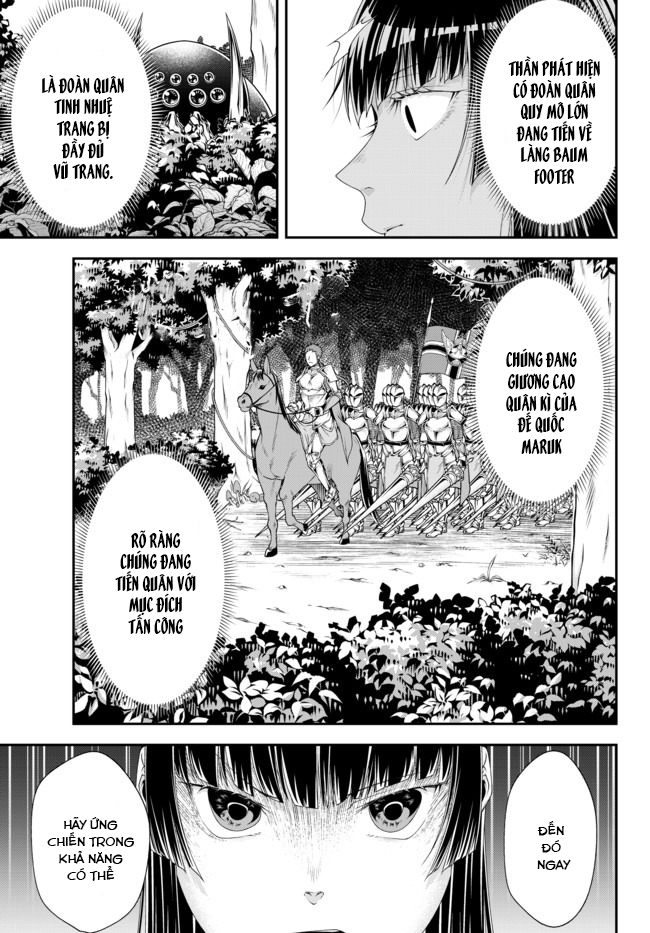 THẦN PHÁT HIỆN
CÓ ĐOÀN QUÂN
QUY MÔ LỚN
ĐANG TIẾN VỀ
LÀNG BAUM
FOOTER
LÀ ĐOÀN QUÂN
TINH NHUỆ
TRANG BỊ
ĐẦY ĐỦ
VŨ TRANG.
CHÚNG ĐANG
GIƯƠNG CAO
QUÂN KÌ CỦA
ĐẾ QUỐC
MARUK
RÕ RÀNG
CHÚNG ĐANG
TIẾN QUÂN VỚI
MỤC ĐÍCH
TẤN CÔNG
ĐẾN
ĐÓ
NGAY
HÃY ỨNG
CHIẾN TRONG
KHẢ NĂNG
CÓ THỂ